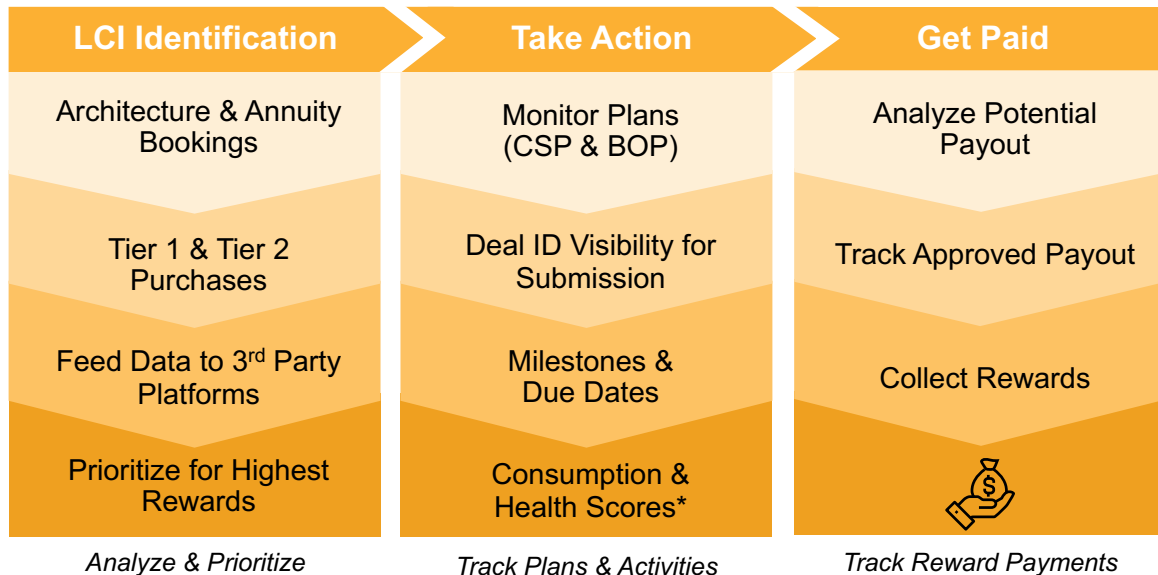 LCI Identification
Architecture & Annuity
Bookings
Tier 1 & Tier 2
Purchases
Feed Data to 3rd Party
Platforms
Prioritize for Highest
Rewards
Analyze & Prioritize
Take Action
Monitor Plans
(CSP & BOP)
Deal ID Visibility for
Submission
Milestones &
Due Dates
Consumption &
Health Scores*
Track Plans & Activities
Get Paid
Analyze Potential
Payout
Track Approved Payout
Collect Rewards
$
Track Reward Payments